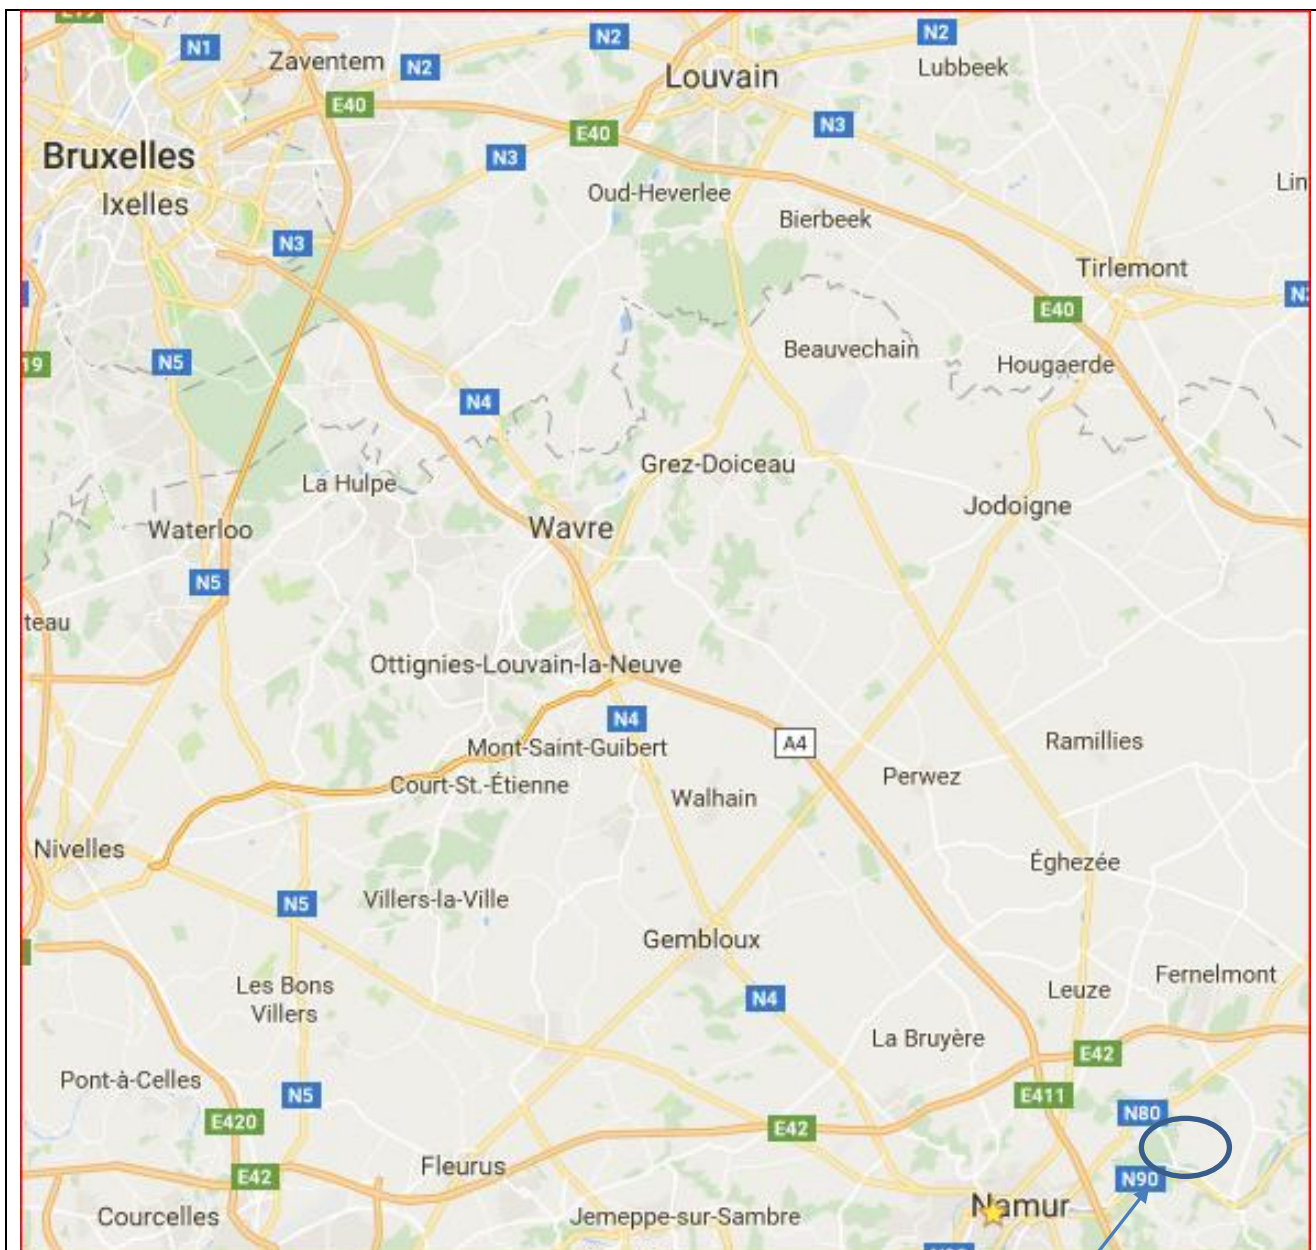 E19
N1
Zaventem
N2
N2
N2
Louvain
Lubbeek
E40
N3
E40
N3
Bruxelles
Ixelles
Oud-Heverlee
Lin
Bierbeek
N3
Tirlemont
E40
Beauvechain
N5
19
Hougaerde
N4
Grez-Doiceau
La Hulpe
Jodoigne
Waterloo
Wavre
N5
teau
Ottignies-Louvain-la-Neuve
N4
Mont-Saint-Guibert
A4
Ramillies
Court-St.-Étienne
Perwez
Walhain
Nivelles
Éghezée
N5
Villers-la-Ville
Gembloux
Les Bons
Villers
N4
Leuze
Fernelmont
La Bruyère
E42
Pont-à-Celles
N5
E411
N80
E420
E42
Fleurus
E42
N90
Courcelles
Jemeppe-sur-Sambre
Namur